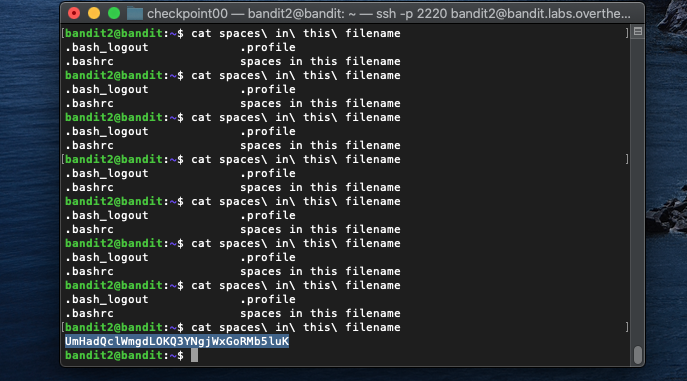 checkpoint00 — bandit2@bandit: ~ — ssh -p 2220 bandit2@bandit.labs.overthe...
[bandit2@bandit:~$ cat spaces\ in\ this\ filename ]
.bash_logout .profile
.bashrc spaces in this filename
bandit2@bandit:~$ cat spaces\ in\ this\ filename
.bash_logout .profile
.bashrc spaces in this filename
bandit2@bandit:~$ cat spaces\ in\ this\ filename
.bash_logout .profile
.bashrc spaces in this filename
[bandit2@bandit:~$ cat spaces\ in\ this\ filename ]
.bash_logout .profile
.bashrc spaces in this filename
bandit2@bandit:~$ cat spaces\ in\ this\ filename
.bash_logout .profile
.bashrc spaces in this filename
bandit2@bandit:~$ cat spaces\ in\ this\ filename
.bash_logout .profile
.bashrc spaces in this filename
bandit2@bandit:~$ cat spaces\ in\ this\ filename
.bash_logout .profile
.bashrc spaces in this filename
[bandit2@bandit:~$ cat spaces\ in\ this\ filename ]
UmHadQclWmgdLOKQ3YNgjWxGoRMb5luK
bandit2@bandit:~$